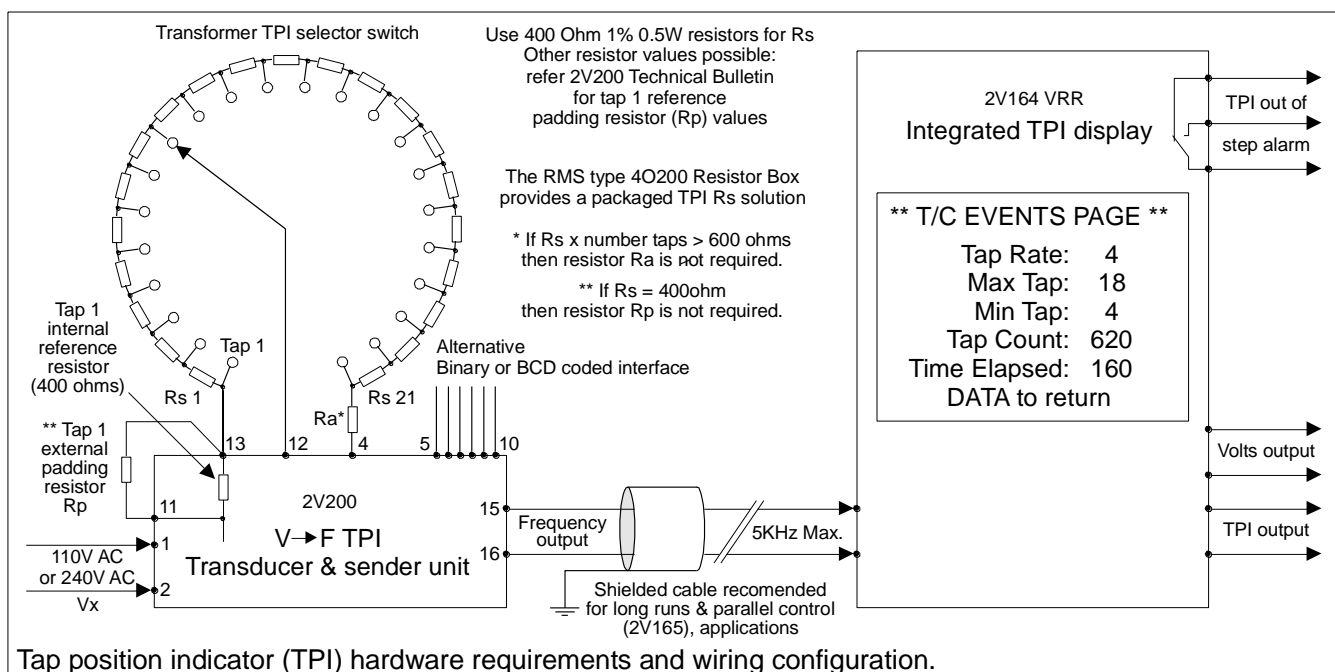 Transformer TPI selector switch
Use 400 Ohm 1% 0.5W resistors for Rs
Other resistor values possible:
refer 2V200 Technical Bulletin
for tap 1 reference
padding resistor (Rp) values
The RMS type 4O200 Resistor Box
provides a packaged TPI Rs solution
* If Rs x number taps > 600 ohms
then resistor Ra is not required.
** If Rs = 400ohm
then resistor Rp is not required.
Tap 1
internal
reference
resistor
(400 ohms)
Tap 1
Rs 1
Rs 21
Ra*
Alternative
Binary or BCD coded interface
** Tap 1
external
padding
resistor
Rp
13
12
4
5
10
11
1
2
15
16
2V200
V F TPI
Transducer & sender unit
110V AC
or 240V AC
Vx
Frequency
output
5KHz Max.
Shielded cable recomended
for long runs & parallel control
(2V165), applications
2V164 VRR
Integrated TPI display
** T/C EVENTS PAGE **
Tap Rate: 4
Max Tap: 18
Min Tap: 4
Tap Count: 620
Time Elapsed: 160
DATA to return
TPI out of
step alarm
Volts output
TPI output
Tap position indicator (TPI) hardware requirements and wiring configuration.